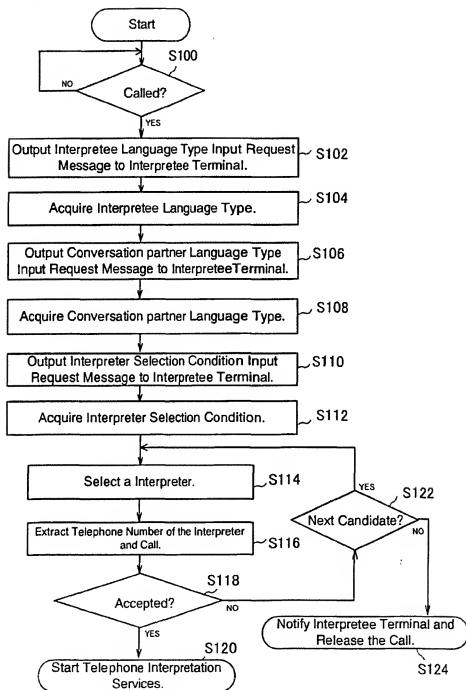 Start
S100
NO
Called?
YES
Output Interpretee Language Type Input Request
Message to Interpretee Terminal.
S102
Acquire Interpretee Language Type.
S104
Output Conversation partner Language Type
Input Request Message to InterpreteeTerminal.
S106
Acquire Conversation partner Language Type.
S108
Output Interpreter Selection Condition Input
Request Message to Interpretee Terminal.
S110
Acquire Interpreter Selection Condition.
S112
Select a Interpreter.
S114
YES
S122
Next Candidate?
NO
Extract Telephone Number of the Interpreter
and Call.
S116
S118
Accepted?
NO
YES
Notify Interpretee Terminal and
Release the Call.
S124
S120
Start Telephone Interpretation
Services.